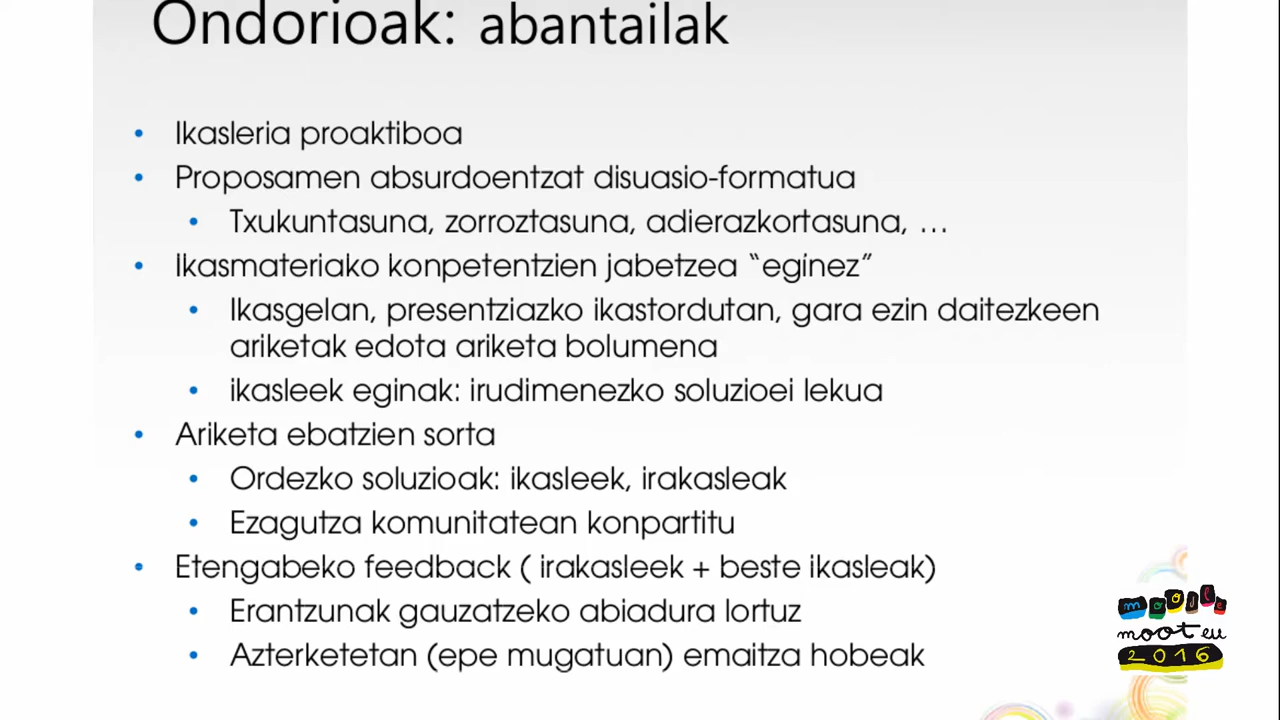 Ondorioak: abantailak
• Ikasleria proaktiboa
• Proposamen absurdoentzat disuasio-formatua
• Txukuntasuna, zorroztasuna, adierazkortasuna, …
• Ikasmateriako konpetentzien jabetzea “eginez”
• Ikasgelan, presentziazko ikastordutan, gara ezin daitezkeen
ariketak edota ariketa bolumena
• ikasleek eginak: irudimenezko soluzioei lekua
• Ariketa ebatzien sorta
• Ordezko soluzioak: ikasleek, irakasleak
• Ezagutza komunitatean konpartitu
• Etengabeko feedback ( irakasleek + beste ikasleak)
• Erantzunak gauzatzeko abiadura lortuz
• Azterketetan (epe mugatuan) emaitza hobeak
moodle
moot eu
2016